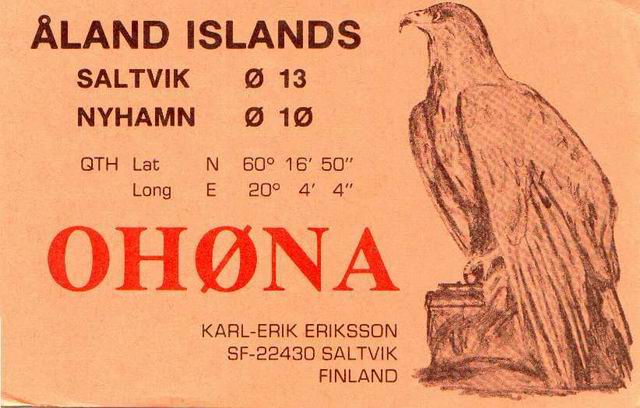 ÅLAND ISLANDS
SALTVIK Ø 13
NYHAMN Ø 1Ø
QTH Lat N 60° 16' 50"
Long E 20° 4' 4"
OHØNA
KARL-ERIK ERIKSSON
SF-22430 SALTVIK
FINLAND